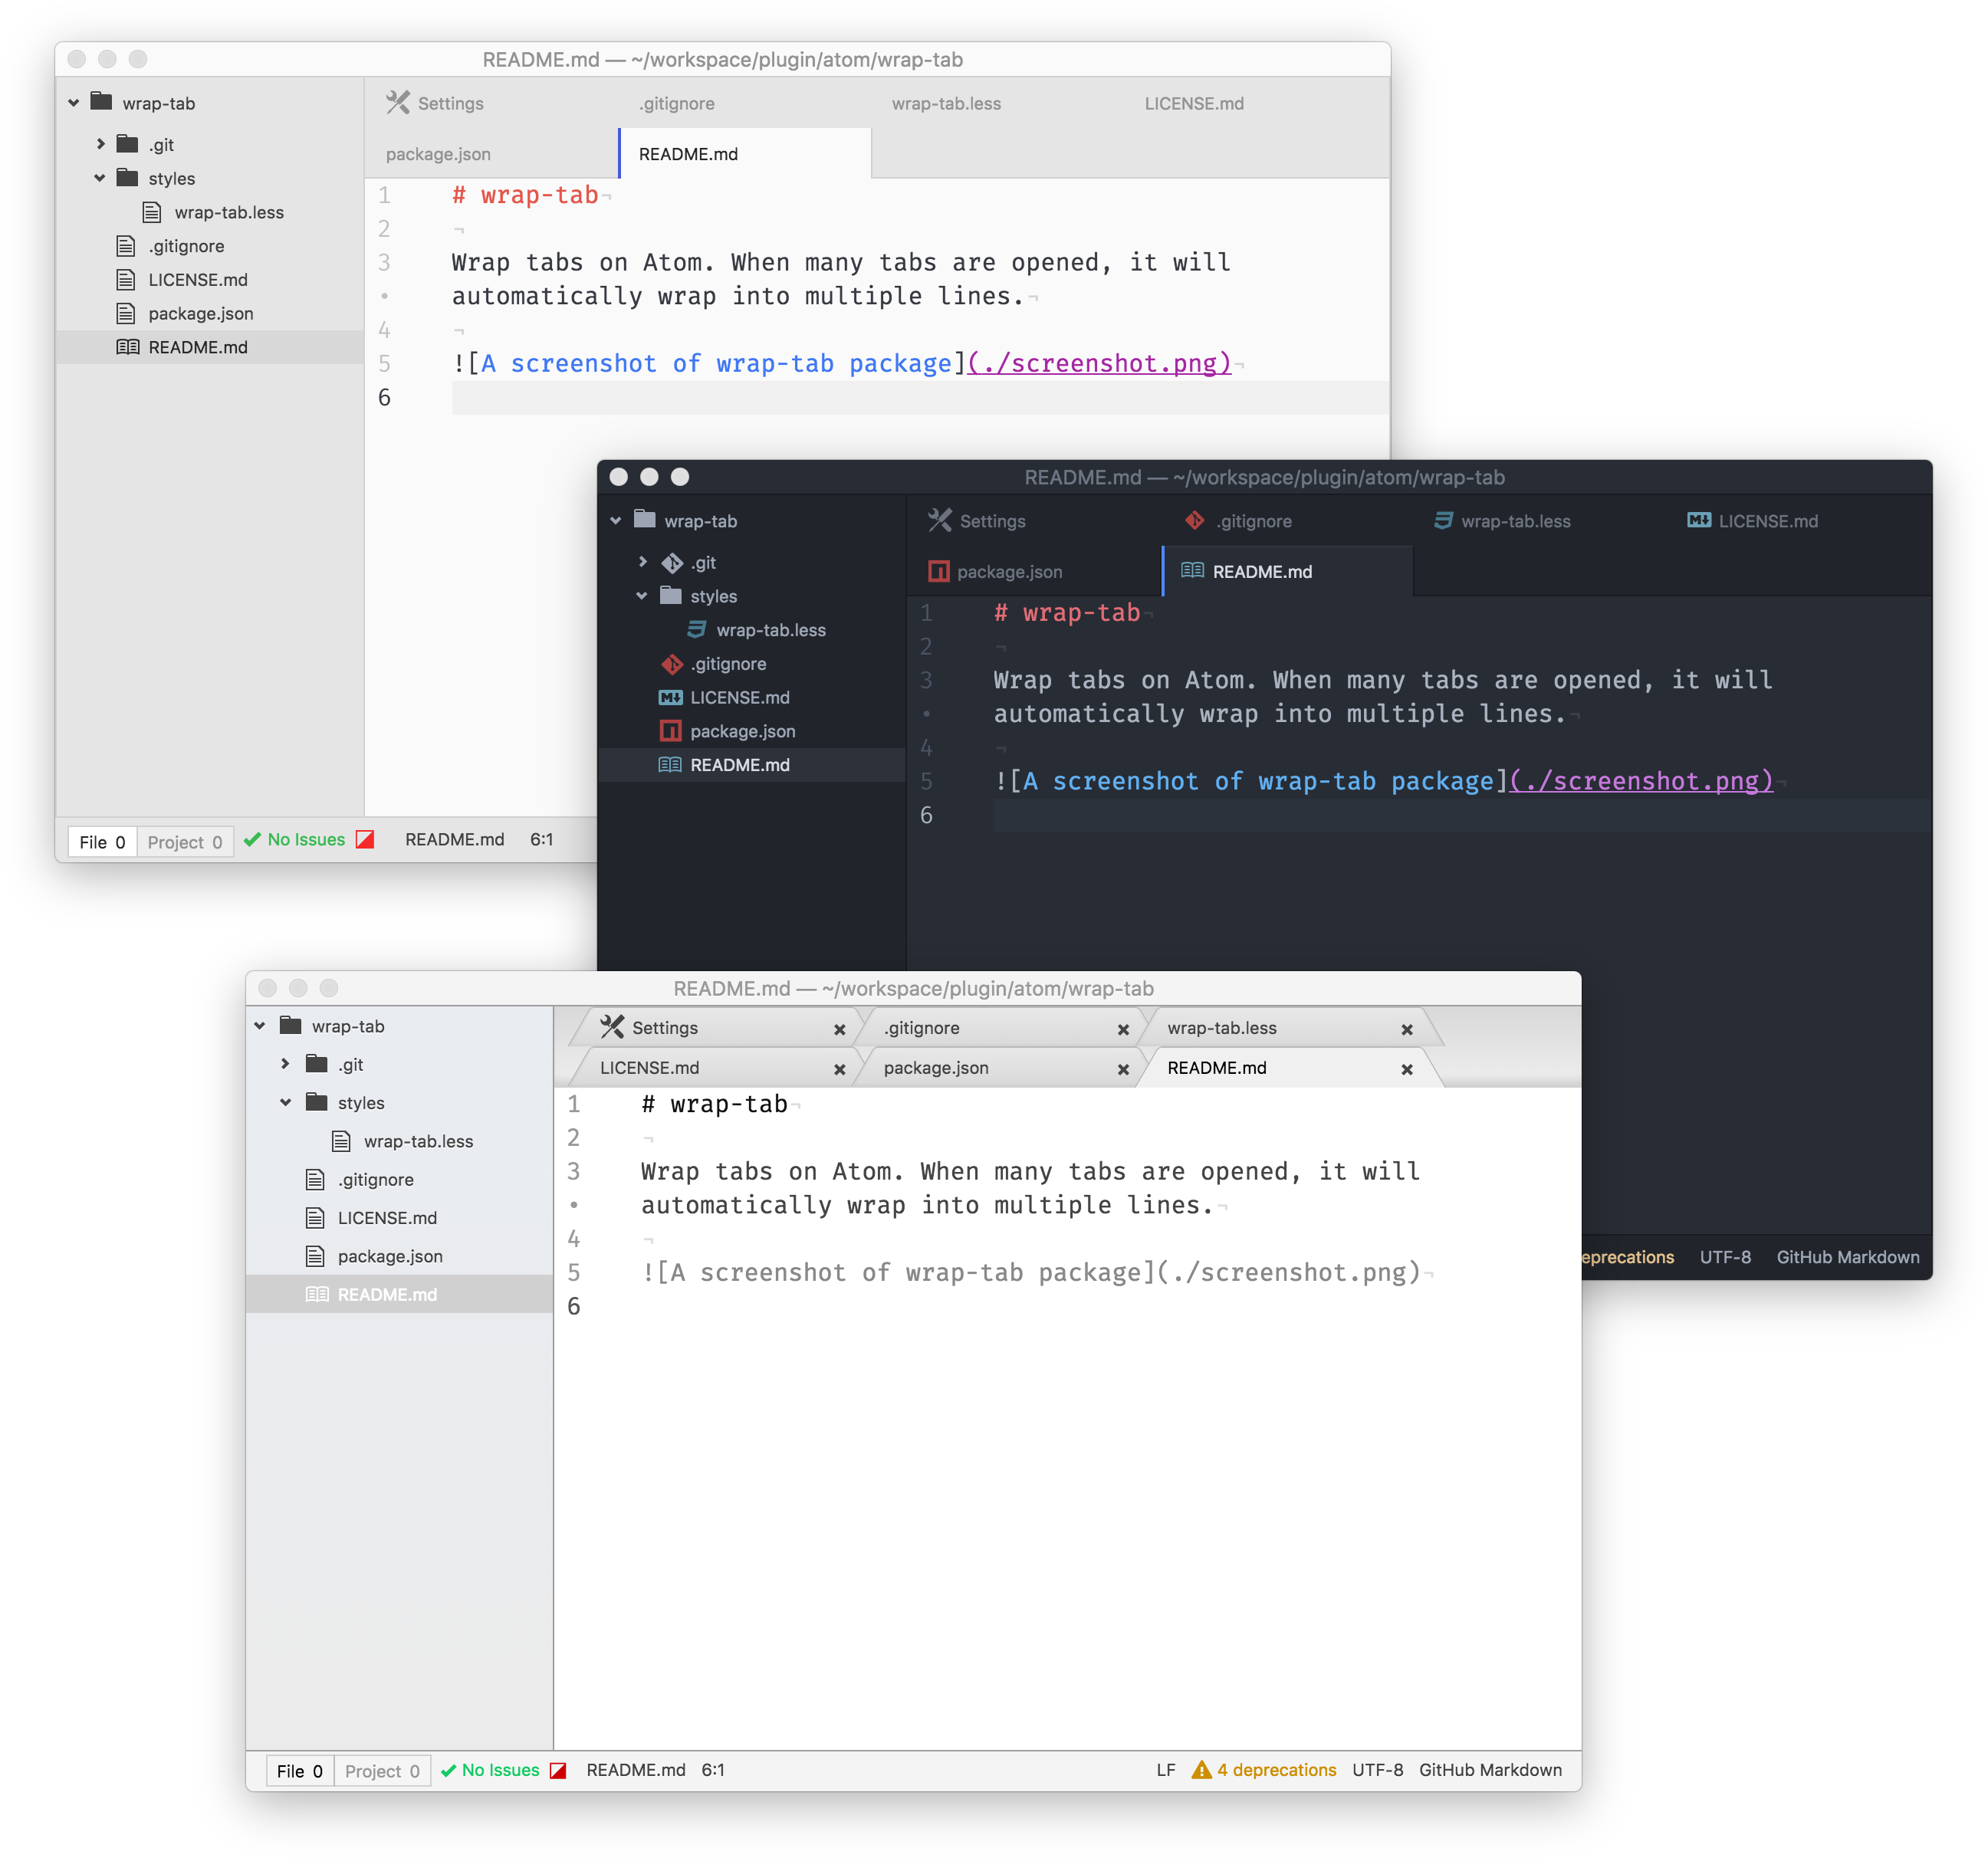 README.md — ~/workspace/plugin/atom/wrap-tab
wrap-tab
.git
styles
wrap-tab.less
.gitignore
LICENSE.md
package.json
README.md
Settings .gitignore wrap-tab.less LICENSE.md
package.json README.md
1 # wrap-tab¬
2 ¬
3 Wrap tabs on Atom. When many tabs are opened, it will
• automatically wrap into multiple lines.¬
4 ¬
5 ![A screenshot of wrap-tab package](./screenshot.png)¬
6
File 0 Project 0 No Issues README.md 6:1
README.md — ~/workspace/plugin/atom/wrap-tab
wrap-tab
.git
styles
wrap-tab.less
.gitignore
LICENSE.md
package.json
README.md
Settings .gitignore wrap-tab.less LICENSE.md
package.json README.md
1 # wrap-tab¬
2 ¬
3 Wrap tabs on Atom. When many tabs are opened, it will
• automatically wrap into multiple lines.¬
4 ¬
5 ![A screenshot of wrap-tab package](./screenshot.png)¬
6
eprecations UTF-8 GitHub Markdown
README.md — ~/workspace/plugin/atom/wrap-tab
wrap-tab
.git
styles
wrap-tab.less
.gitignore
LICENSE.md
package.json
README.md
Settings .gitignore wrap-tab.less
LICENSE.md package.json README.md
1 # wrap-tab¬
2 ¬
3 Wrap tabs on Atom. When many tabs are opened, it will
• automatically wrap into multiple lines.¬
4 ¬
5 ![A screenshot of wrap-tab package](./screenshot.png)¬
6
File 0 Project 0 No Issues README.md 6:1 LF 4 deprecations UTF-8 GitHub Markdown